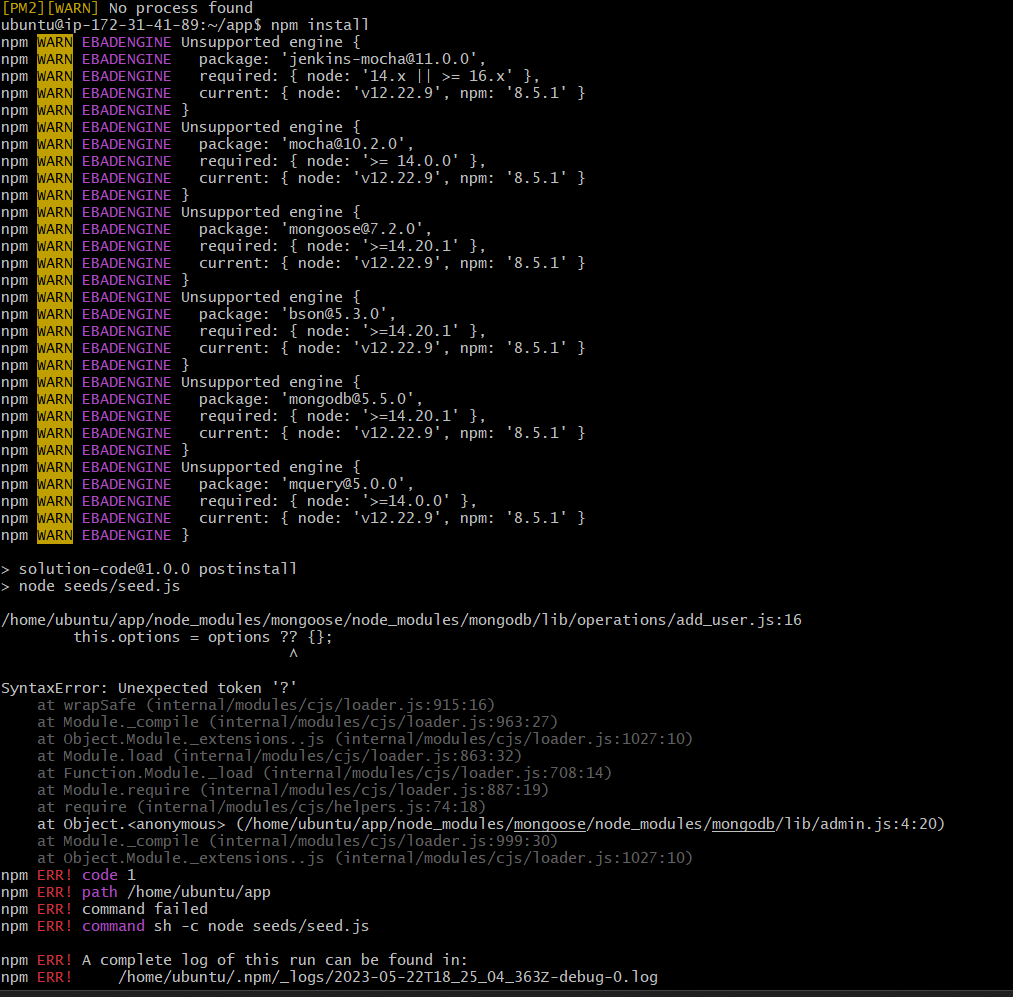 [PM2][WARN] No process found
ubuntu@ip-172-31-41-89:~/app$ npm install
npm WARN EBADENGINE Unsupported engine {
npm WARN EBADENGINE   package: 'jenkins-mocha@11.0.0',
npm WARN EBADENGINE   required: { node: '14.x || >= 16.x' },
npm WARN EBADENGINE   current: { node: 'v12.22.9', npm: '8.5.1' }
npm WARN EBADENGINE }
npm WARN EBADENGINE Unsupported engine {
npm WARN EBADENGINE   package: 'mocha@10.2.0',
npm WARN EBADENGINE   required: { node: '>= 14.0.0' },
npm WARN EBADENGINE   current: { node: 'v12.22.9', npm: '8.5.1' }
npm WARN EBADENGINE }
npm WARN EBADENGINE Unsupported engine {
npm WARN EBADENGINE   package: 'mongoose@7.2.0',
npm WARN EBADENGINE   required: { node: '>=14.20.1' },
npm WARN EBADENGINE   current: { node: 'v12.22.9', npm: '8.5.1' }
npm WARN EBADENGINE }
npm WARN EBADENGINE Unsupported engine {
npm WARN EBADENGINE   package: 'bson@5.3.0',
npm WARN EBADENGINE   required: { node: '>=14.20.1' },
npm WARN EBADENGINE   current: { node: 'v12.22.9', npm: '8.5.1' }
npm WARN EBADENGINE }
npm WARN EBADENGINE Unsupported engine {
npm WARN EBADENGINE   package: 'mongodb@5.5.0',
npm WARN EBADENGINE   required: { node: '>=14.20.1' },
npm WARN EBADENGINE   current: { node: 'v12.22.9', npm: '8.5.1' }
npm WARN EBADENGINE }
npm WARN EBADENGINE Unsupported engine {
npm WARN EBADENGINE   package: 'mquery@5.0.0',
npm WARN EBADENGINE   required: { node: '>=14.0.0' },
npm WARN EBADENGINE   current: { node: 'v12.22.9', npm: '8.5.1' }
npm WARN EBADENGINE }

> solution-code@1.0.0 postinstall
> node seeds/seed.js

/home/ubuntu/app/node_modules/mongoose/node_modules/mongodb/lib/operations/add_user.js:16
        this.options = options ?? {};
                                ^

SyntaxError: Unexpected token '?'
    at wrapSafe (internal/modules/cjs/loader.js:915:16)
    at Module._compile (internal/modules/cjs/loader.js:963:27)
    at Object.Module._extensions..js (internal/modules/cjs/loader.js:1027:10)
    at Module.load (internal/modules/cjs/loader.js:863:32)
    at Function.Module._load (internal/modules/cjs/loader.js:708:14)
    at Module.require (internal/modules/cjs/loader.js:887:19)
    at require (internal/modules/cjs/helpers.js:74:18)
    at Object.<anonymous> (/home/ubuntu/app/node_modules/mongoose/node_modules/mongodb/lib/admin.js:4:20)
    at Module._compile (internal/modules/cjs/loader.js:999:30)
    at Object.Module._extensions..js (internal/modules/cjs/loader.js:1027:10)
npm ERR! code 1
npm ERR! path /home/ubuntu/app
npm ERR! command failed
npm ERR! command sh -c node seeds/seed.js

npm ERR! A complete log of this run can be found in:
npm ERR!     /home/ubuntu/.npm/_logs/2023-05-22T18_25_04_363Z-debug-0.log